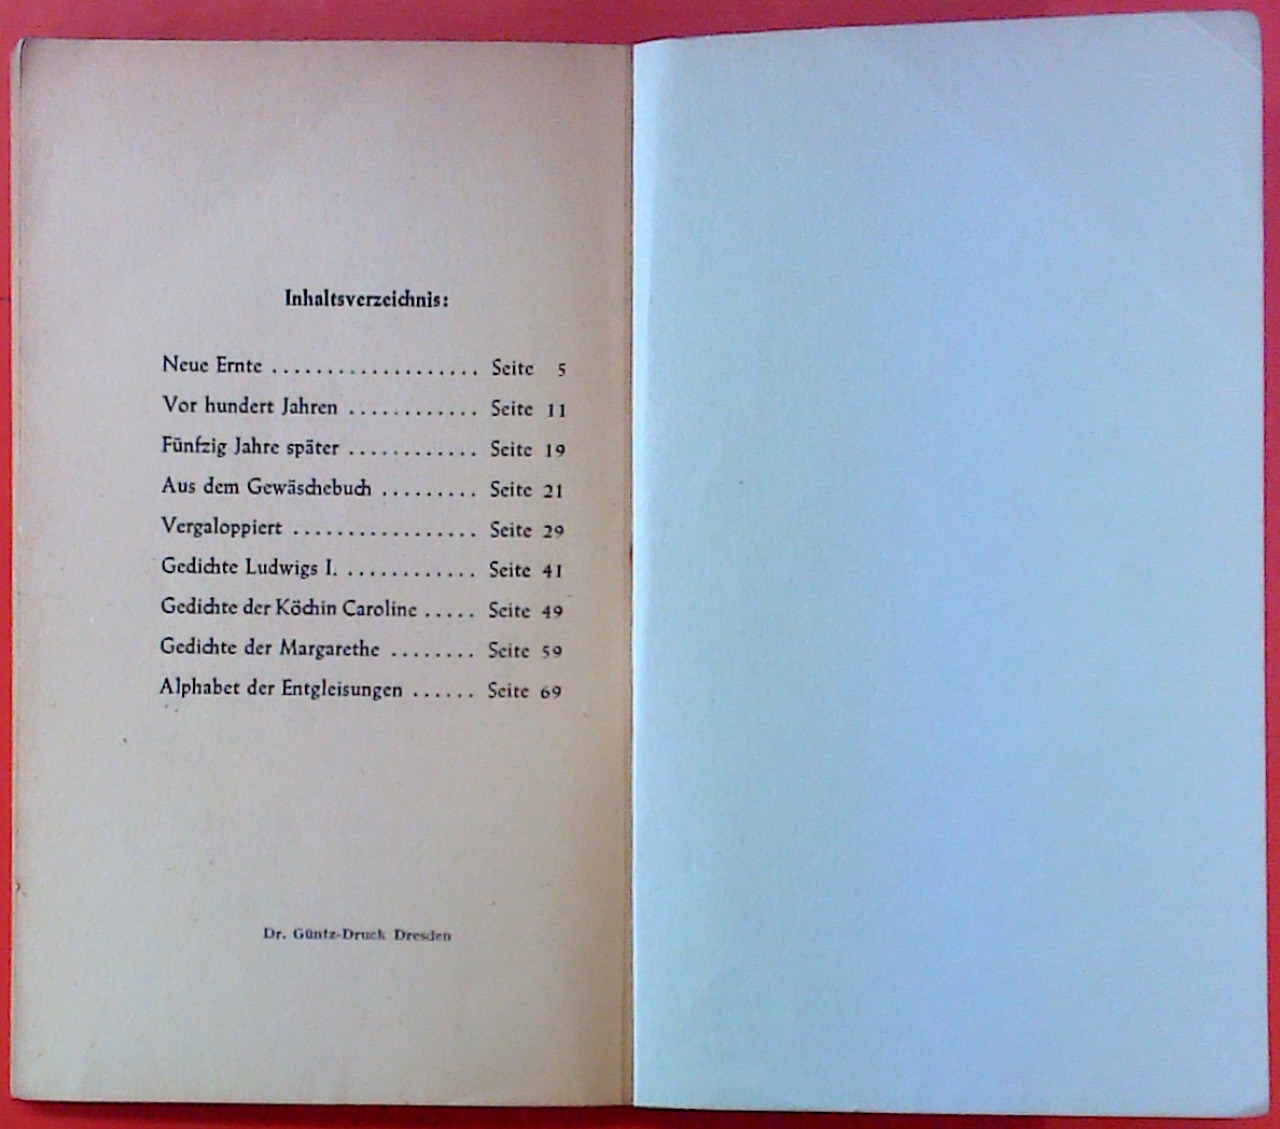 Inhaltsverzeichnis:
Neue Ernte ................... Seite 5
Vor hundert Jahren ............ Seite 11
Fünfzig Jahre später ............ Seite 19
Aus dem Gewäschebuch ......... Seite 21
Vergaloppiert ................. Seite 29
Gedichte Ludwigs I. ............ Seite 41
Gedichte der Köchin Caroline ..... Seite 49
Gedichte der Margarethe ........ Seite 59
Alphabet der Entgleisungen ...... Seite 69
Dr. Güntz-Druck Dresden